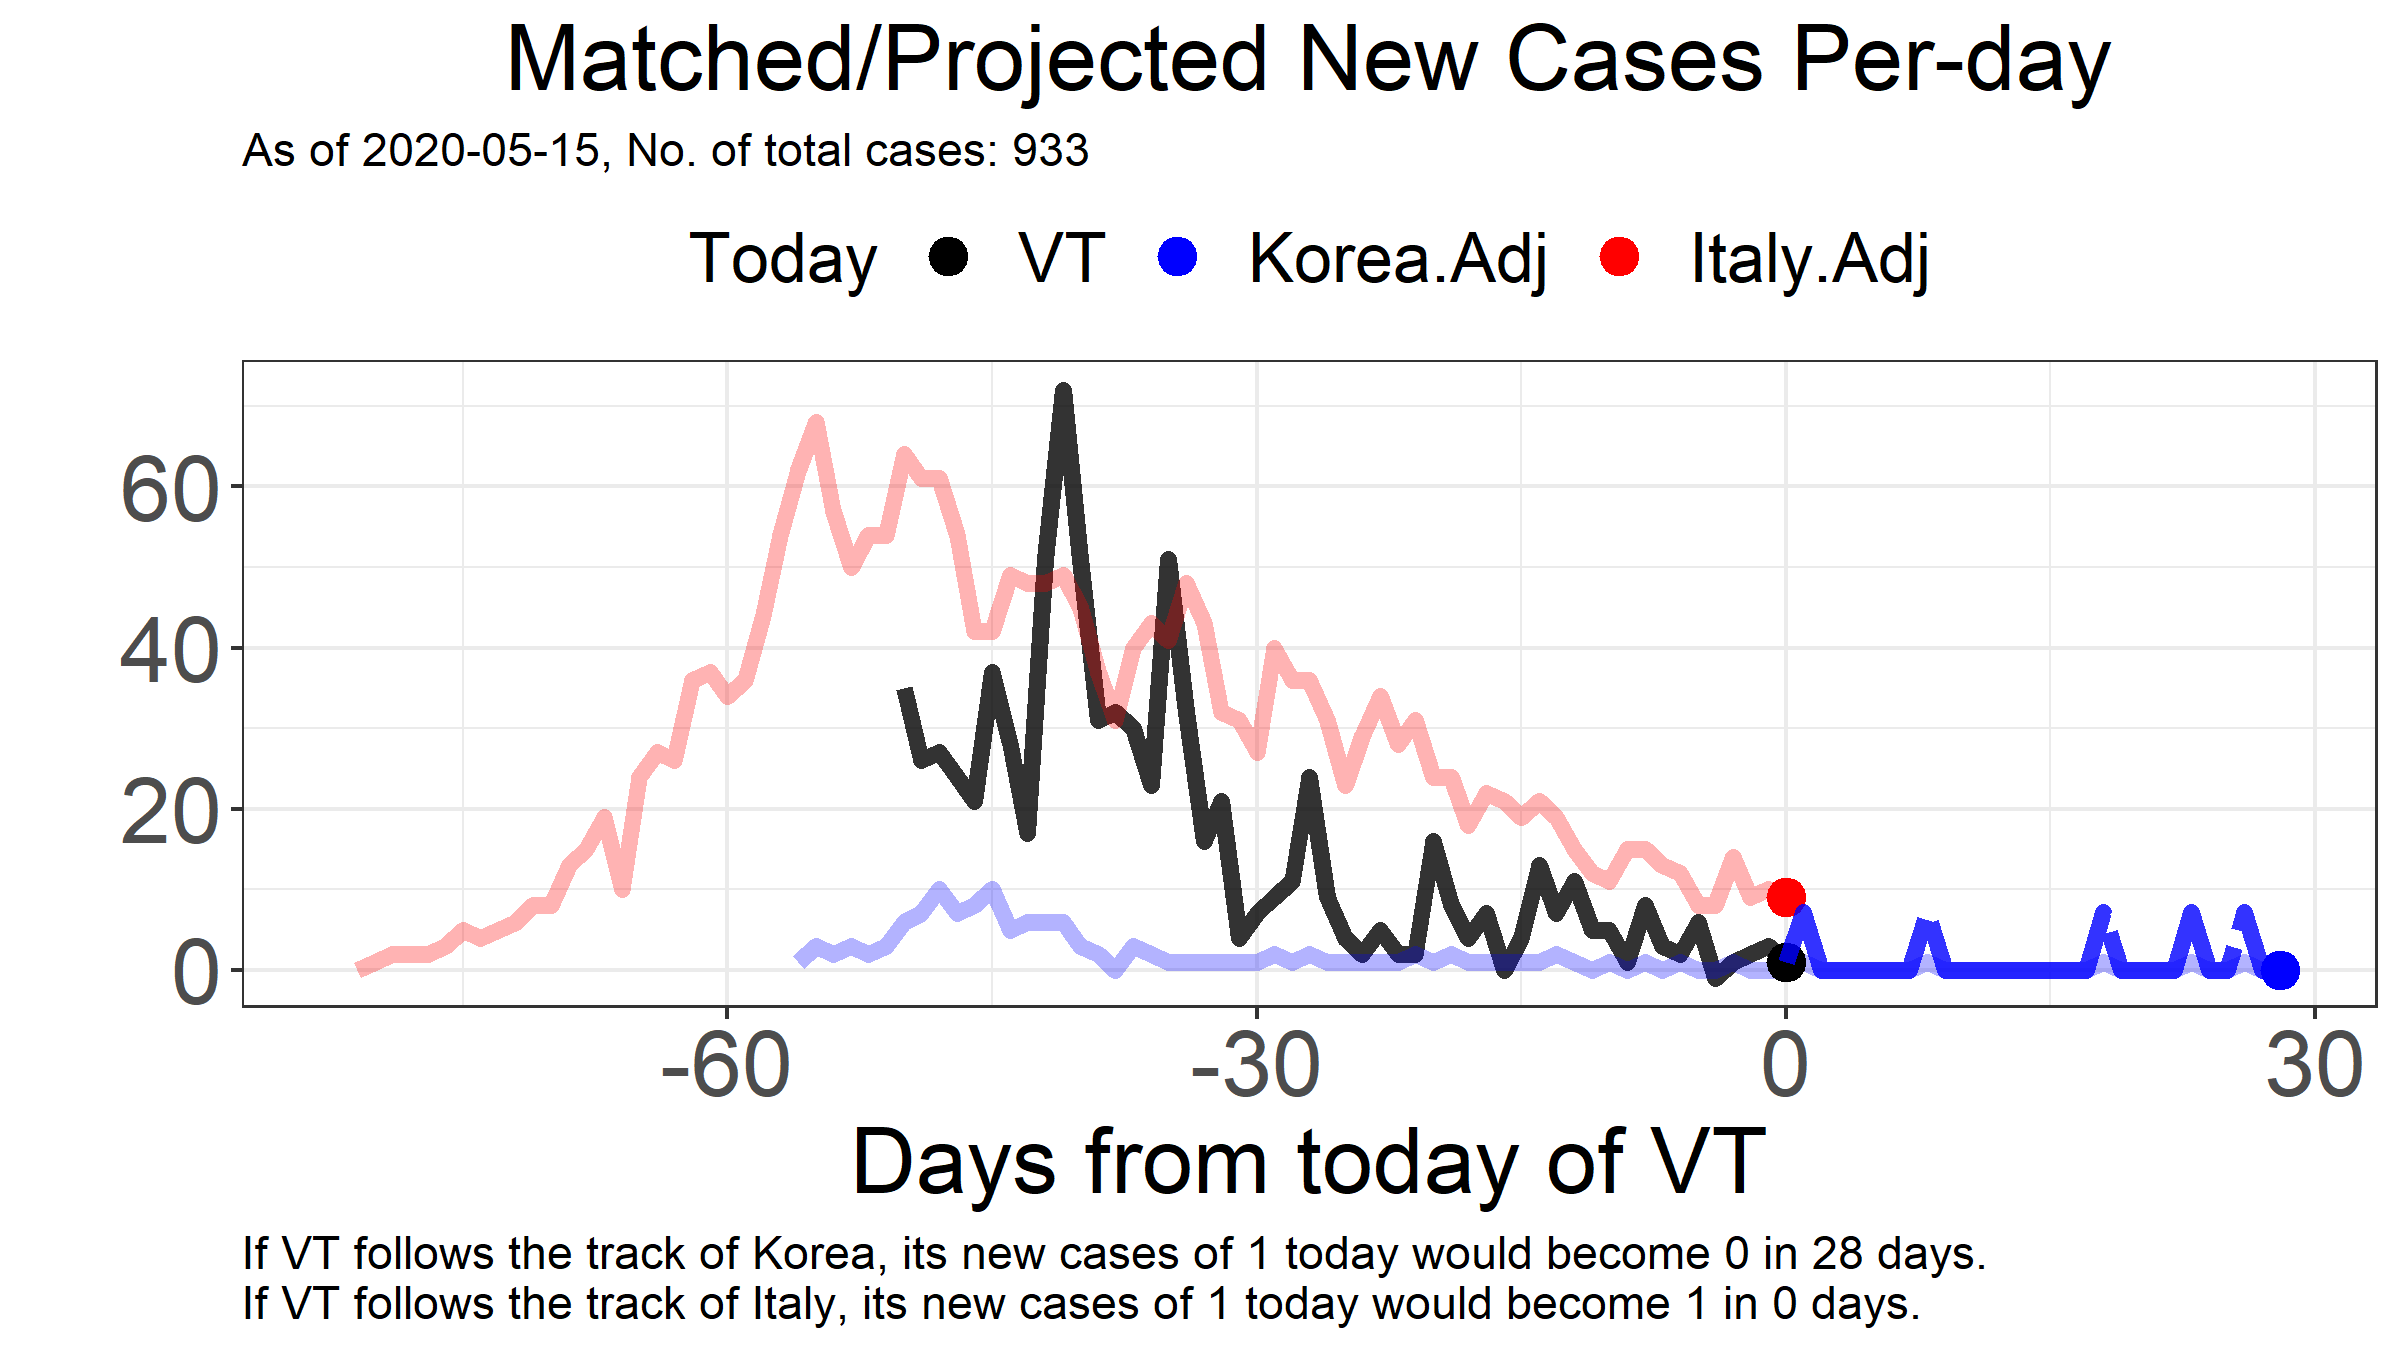 Matched/Projected New Cases Per-day
As of 2020-05-15, No. of total cases: 933
Today VT Korea.Adj Italy.Adj
60
40
20
0
-60 -30 0 30
Days from today of VT
If VT follows the track of Korea, its new cases of 1 today would become 0 in 28 days.
If VT follows the track of Italy, its new cases of 1 today would become 1 in 0 days.